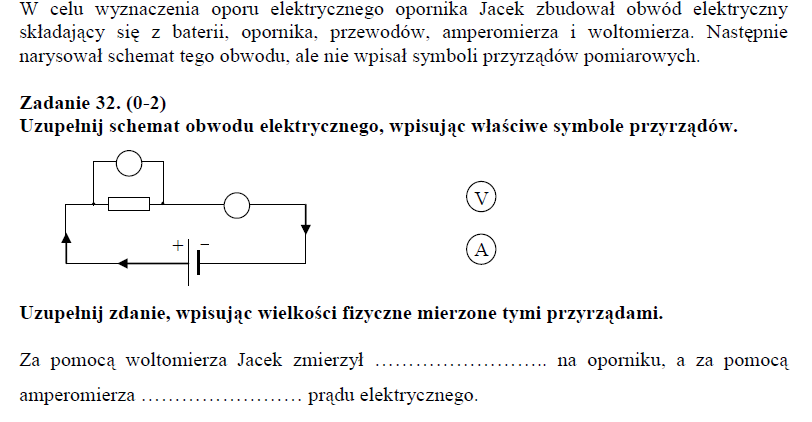 W celu wyznaczenia oporu elektrycznego opornika Jacek zbudował obwód elektryczny
składający się z baterii, opornika, przewodów, amperomierza i woltomierza. Następnie
narysował schemat tego obwodu, ale nie wpisał symboli przyrządów pomiarowych.
Zadanie 32. (0-2)
Uzupełnij schemat obwodu elektrycznego, wpisując właściwe symbole przyrządów.
V
+ −
A
Uzupełnij zdanie, wpisując wielkości fizyczne mierzone tymi przyrządami.
Za pomocą woltomierza Jacek zmierzył …………………….. na oporniku, a za pomocą
amperomierza …………………… prądu elektrycznego.